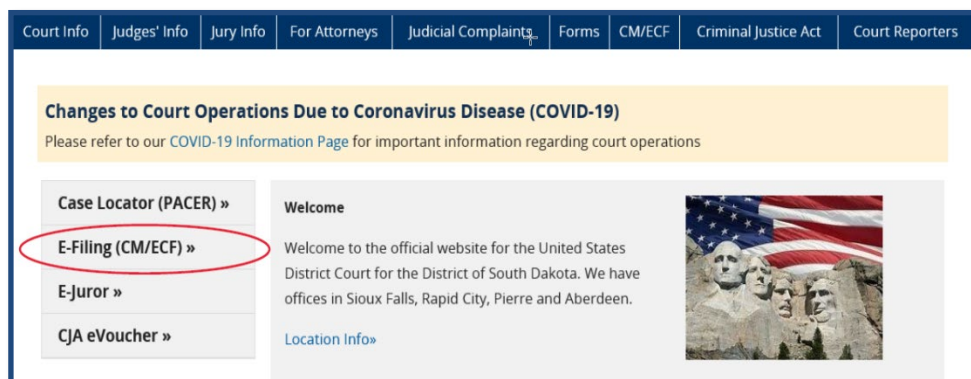 Court Info Judges' Info Jury Info For Attorneys Judicial Complaints Forms CM/ECF Criminal Justice Act Court Reporters
Changes to Court Operations Due to Coronavirus Disease (COVID-19)
Please refer to our COVID-19 Information Page for important information regarding court operations
Case Locator (PACER) »
E-Filing (CM/ECF) »
E-Juror »
CJA eVoucher »
Welcome
Welcome to the official website for the United States
District Court for the District of South Dakota. We have
offices in Sioux Falls, Rapid City, Pierre and Aberdeen.
Location Info»